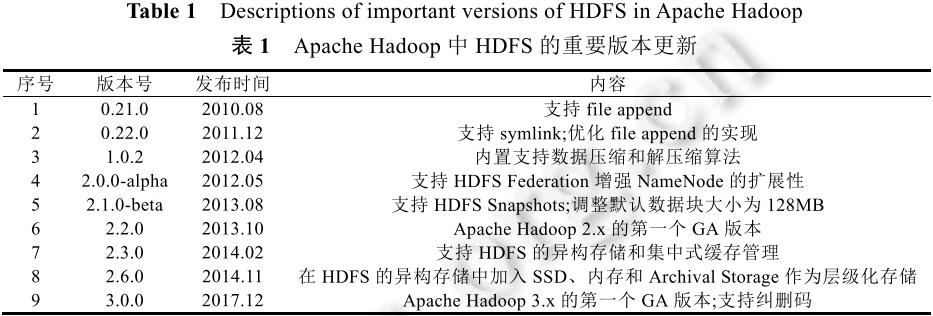 Table 1 Descriptions of important versions of HDFS in Apache Hadoop
表 1 Apache Hadoop 中 HDFS 的重要版本更新
序号 版本号 发布时间 内容
1 0.21.0 2010.08 支持 file append
2 0.22.0 2011.12 支持 symlink;优化 file append 的实现
3 1.0.2 2012.04 内置支持数据压缩和解压缩算法
4 2.0.0-alpha 2012.05 支持 HDFS Federation 增强 NameNode 的扩展性
5 2.1.0-beta 2013.08 支持 HDFS Snapshots;调整默认数据块大小为 128MB
6 2.2.0 2013.10 Apache Hadoop 2.x 的第一个 GA 版本
7 2.3.0 2014.02 支持 HDFS 的异构存储和集中式缓存管理
8 2.6.0 2014.11 在 HDFS 的异构存储中加入 SSD、内存和 Archival Storage 作为层级化存储
9 3.0.0 2017.12 Apache Hadoop 3.x 的第一个 GA 版本;支持纠删码